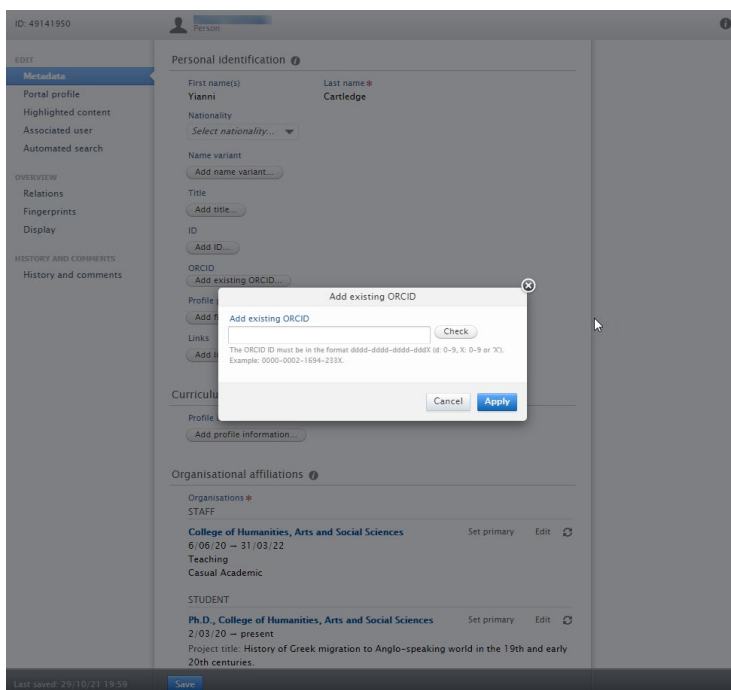 ID: 49141950
Person
EDIT
Metadata
Portal profile
Highlighted content
Associated user
Automated search
OVERVIEW
Relations
Fingerprints
Display
HISTORY AND COMMENTS
History and comments
Personal identification
First name(s) Last name *
Yianni Cartledge
Nationality
Select nationality...
Name variant
Add name variant...
Title
Add title...
ID
Add ID...
ORCID
Add existing ORCID...
Profile
Add
Links
Add
Add existing ORCID
Add existing ORCID
Check
The ORCID ID must be in the format dddd-dddd-dddd-dddX (d: 0-9, X: 0-9 or 'X').
Example: 0000-0002-1694-233X.
Cancel Apply
Profile
Add profile information...
Organisational affiliations
Organisations *
STAFF
College of Humanities, Arts and Social Sciences Set primary Edit
6/06/20 → 31/03/22
Teaching
Casual Academic
STUDENT
Ph.D., College of Humanities, Arts and Social Sciences Set primary Edit
2/03/20 → present
Project title: History of Greek migration to Anglo-speaking world in the 19th and early
20th centuries.
Last saved: 29/10/21 19:59 Save